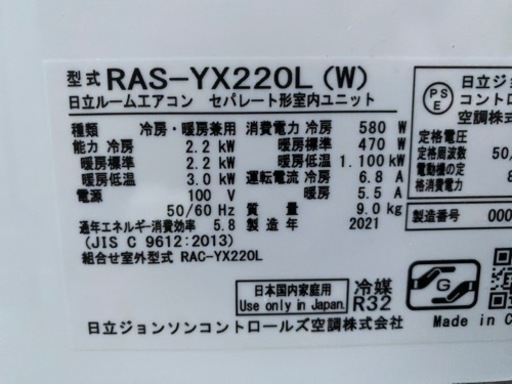 型式 RAS-YX220L (W)
日立ルームエアコン セパレート形室内ユニット
種類 冷房・暖房兼用 消費電力 冷房 580 W
能力 冷房 2.2 kW 暖房標準 470 W
暖房標準 2.2 kW 暖房低温 1.100 kW
暖房低温 3.0 kW 運転電流 冷房 6.8 A
電源 100 V 暖房 5.5 A
50/60 Hz 質量 9.0 kg
通年エネルギー消費効率 5.8 製造年 2021
(JIS C 9612:2013)
組合せ室外型式 RAC-YX220L
日本国内家庭用
Use only in Japan.
冷媒
R32
日立ジョンソンコントロールズ空調株式会社
PS
E
日立ジョ
コントロー
空調株式
定格電圧
定格周波数 50/
電動機の定
格消費電力 8
製造番号 000
G
Made in C